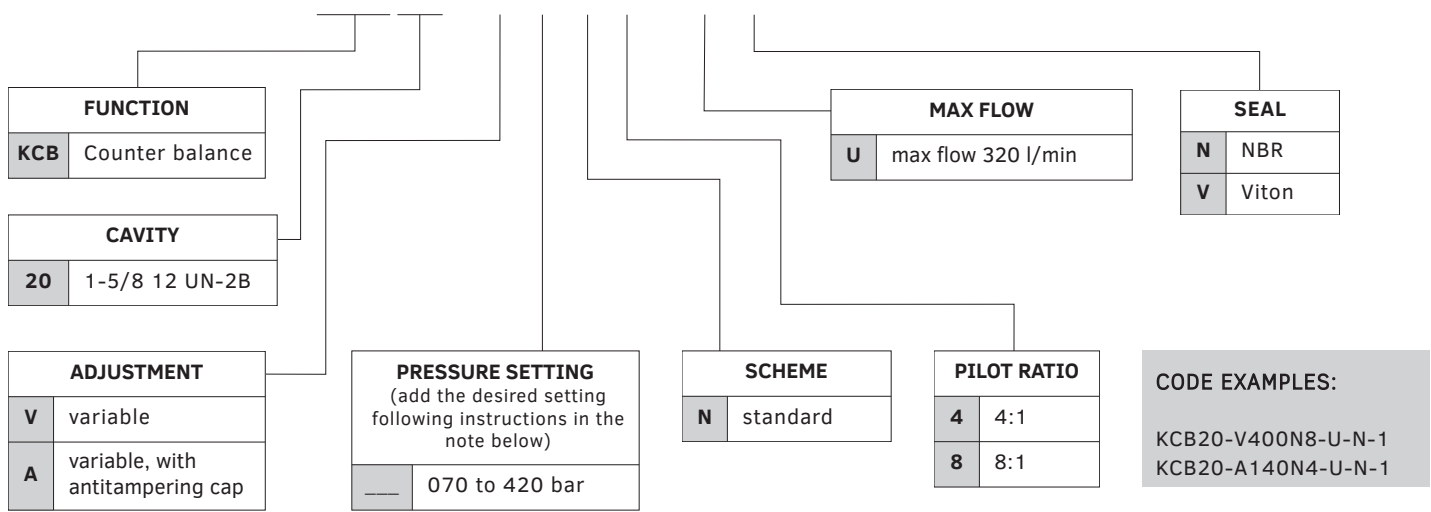 FUNCTION
KCB Counter balance
CAVITY
20 1-5/8 12 UN-2B
ADJUSTMENT
V variable
A variable, with
antitampering cap
PRESSURE SETTING
(add the desired setting
following instructions in the
note below)
___ 070 to 420 bar
SCHEME
N standard
MAX FLOW
U max flow 320 l/min
PILOT RATIO
4 4:1
8 8:1
SEAL
N NBR
V Viton
CODE EXAMPLES:
KCB20-V400N8-U-N-1
KCB20-A140N4-U-N-1